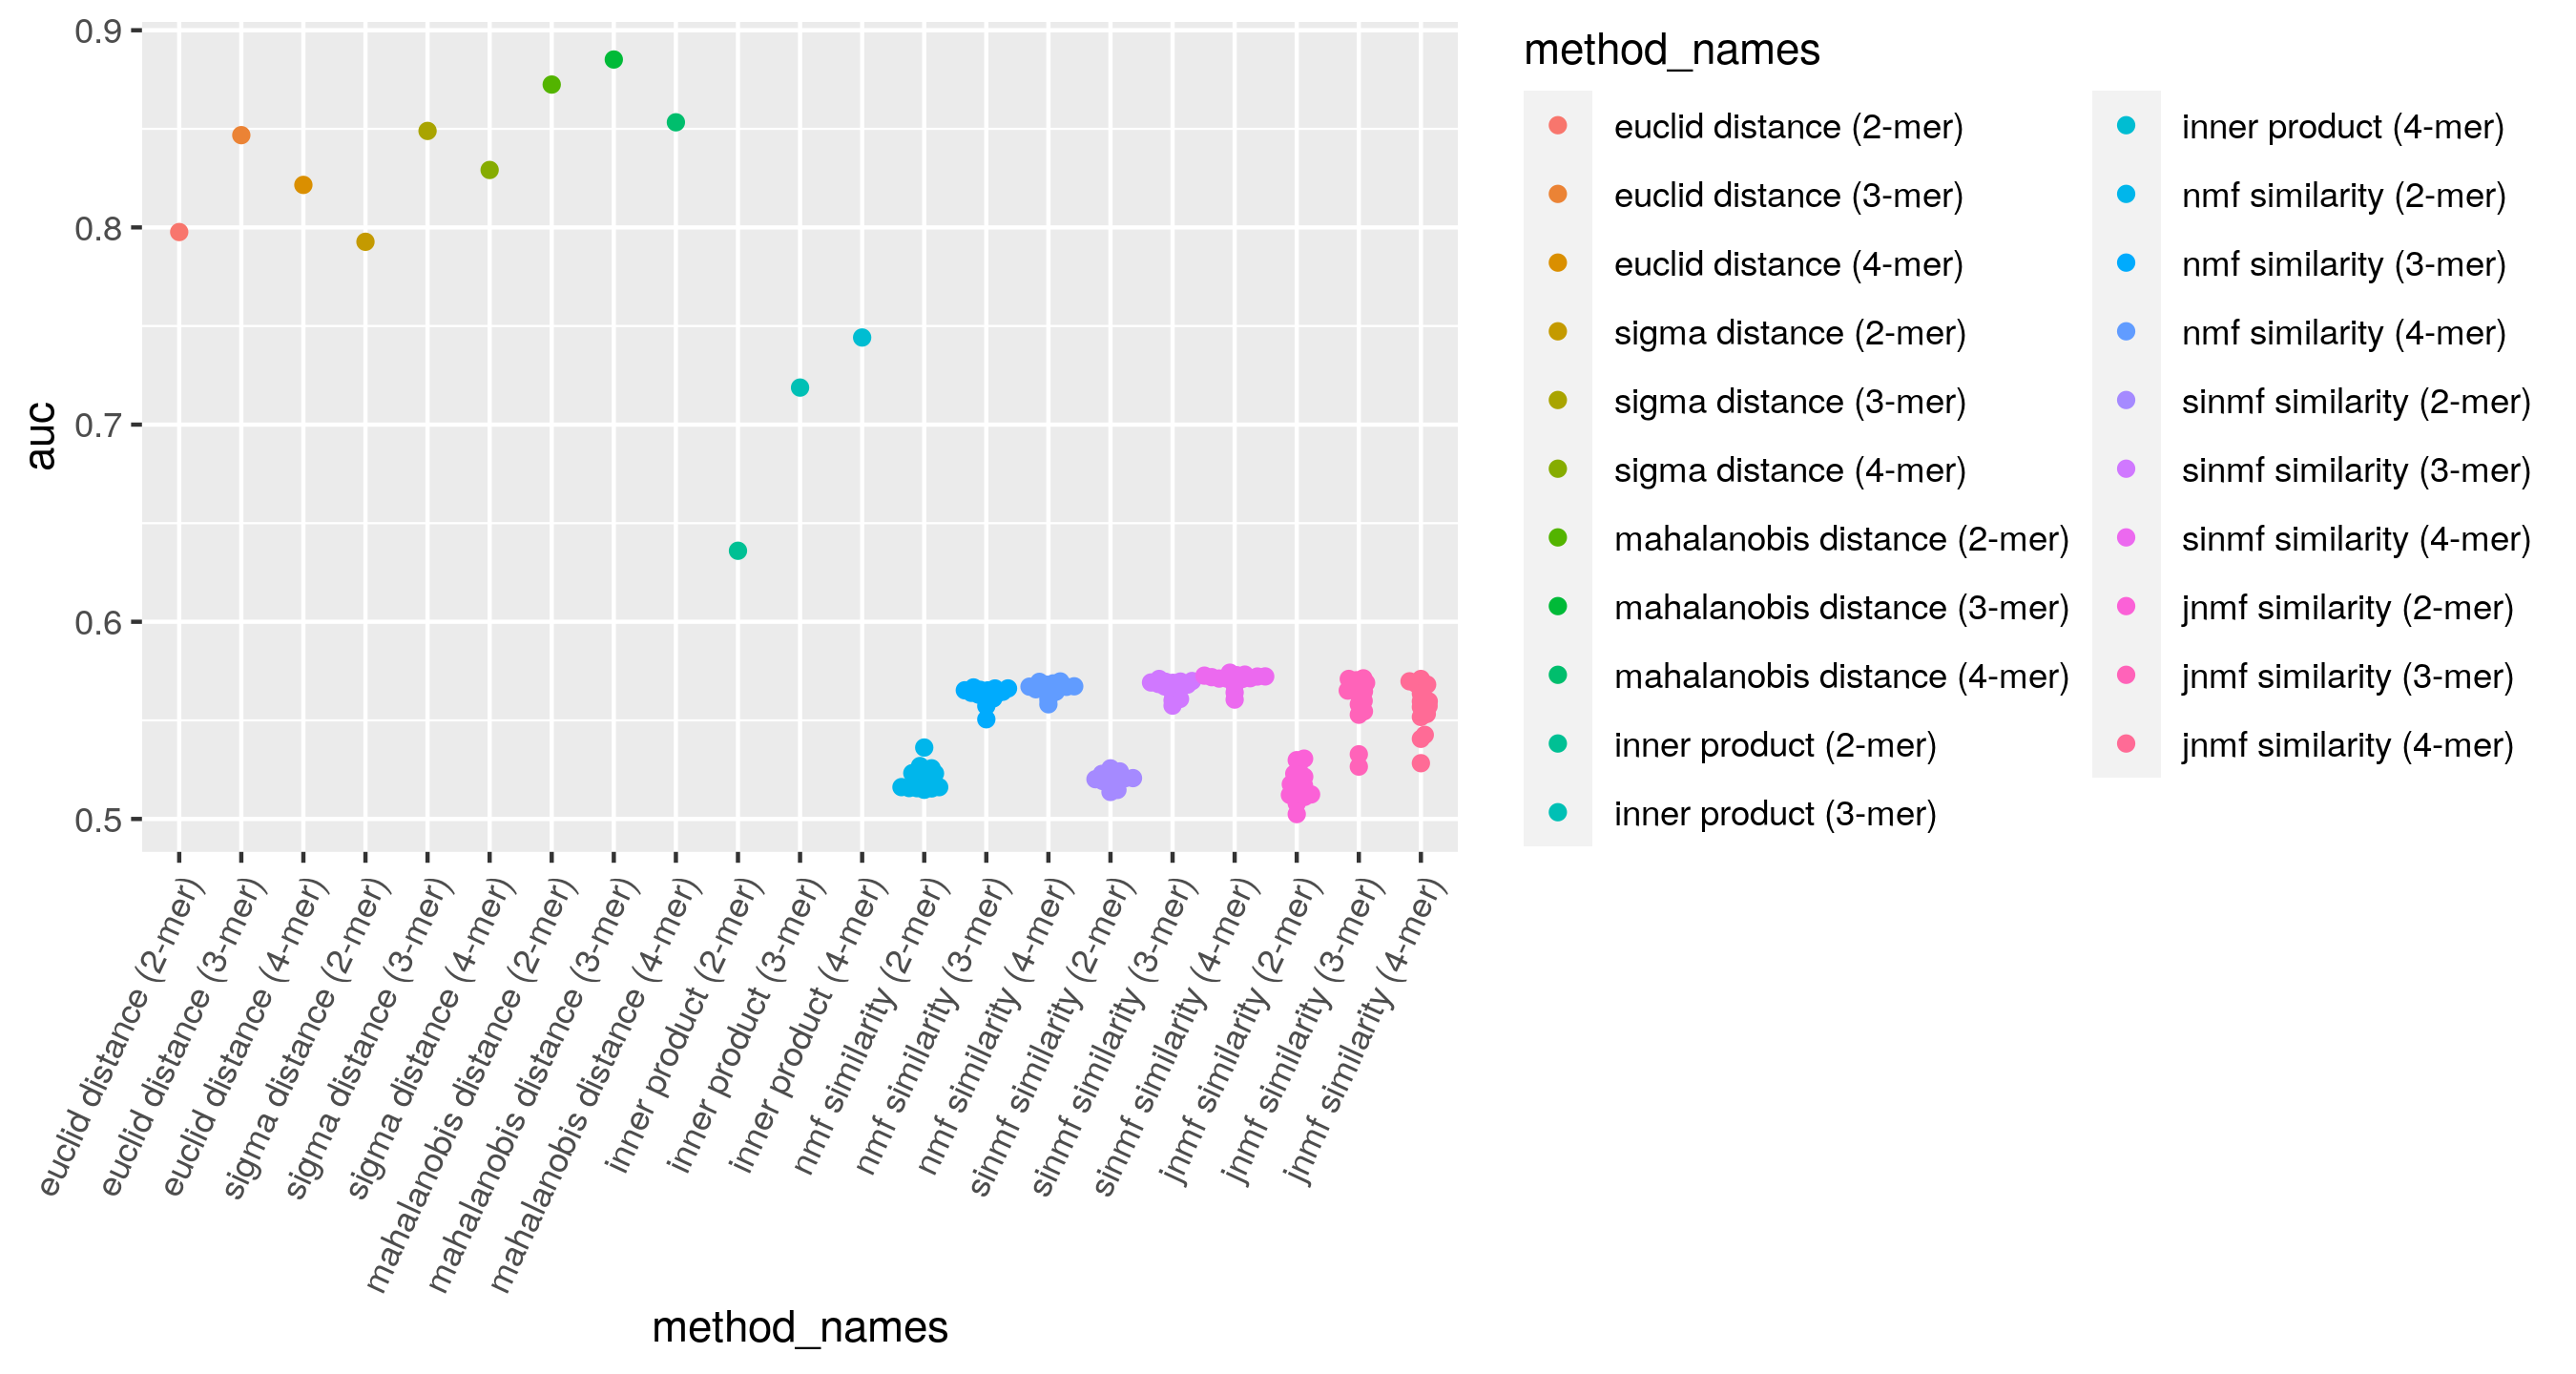 0.9
0.8
0.7
0.6
0.5
auc
euclid distance (2-mer)
euclid distance (3-mer)
euclid distance (4-mer)
sigma distance (2-mer)
sigma distance (3-mer)
sigma distance (4-mer)
mahalanobis distance (2-mer)
mahalanobis distance (3-mer)
mahalanobis distance (4-mer)
inner product (2-mer)
inner product (3-mer)
inner product (4-mer)
nmf similarity (2-mer)
nmf similarity (3-mer)
nmf similarity (4-mer)
sinmf similarity (2-mer)
sinmf similarity (3-mer)
sinmf similarity (4-mer)
jnmf similarity (2-mer)
jnmf similarity (3-mer)
jnmf similarity (4-mer)
method_names
method_names
euclid distance (2-mer)
euclid distance (3-mer)
euclid distance (4-mer)
sigma distance (2-mer)
sigma distance (3-mer)
sigma distance (4-mer)
mahalanobis distance (2-mer)
mahalanobis distance (3-mer)
mahalanobis distance (4-mer)
inner product (2-mer)
inner product (3-mer)
inner product (4-mer)
nmf similarity (2-mer)
nmf similarity (3-mer)
nmf similarity (4-mer)
sinmf similarity (2-mer)
sinmf similarity (3-mer)
sinmf similarity (4-mer)
jnmf similarity (2-mer)
jnmf similarity (3-mer)
jnmf similarity (4-mer)